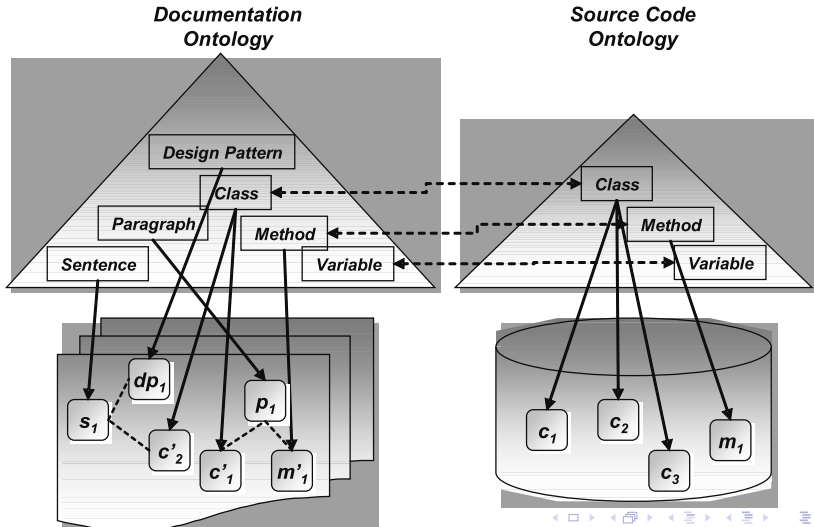 Documentation
Ontology
Source Code
Ontology
Design Pattern
Class
Paragraph
Method
Sentence
Variable
Class
Method
Variable
dp1
s1
p1
c'2
c'1
m'1
c1
c2
c3
m1